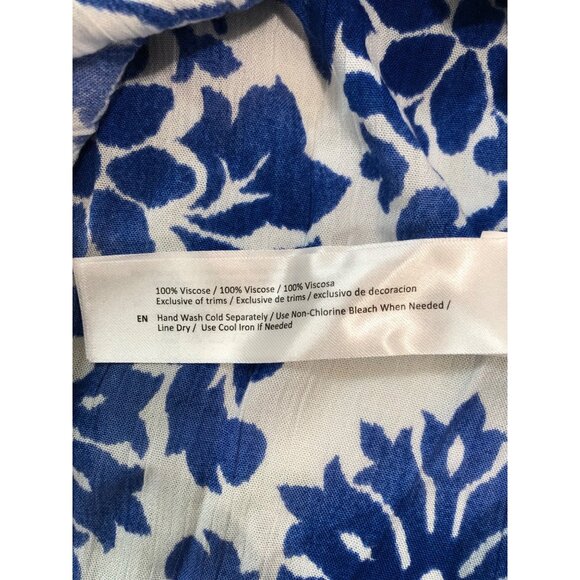 100% Viscose / 100% Viscose / 100% Viscosa
Exclusive of trims / Exclusive de trims / exclusivo de decoracion
EN Hand Wash Cold Separately / Use Non-Chlorine Bleach When Needed /
Line Dry / Use Cool Iron If Needed